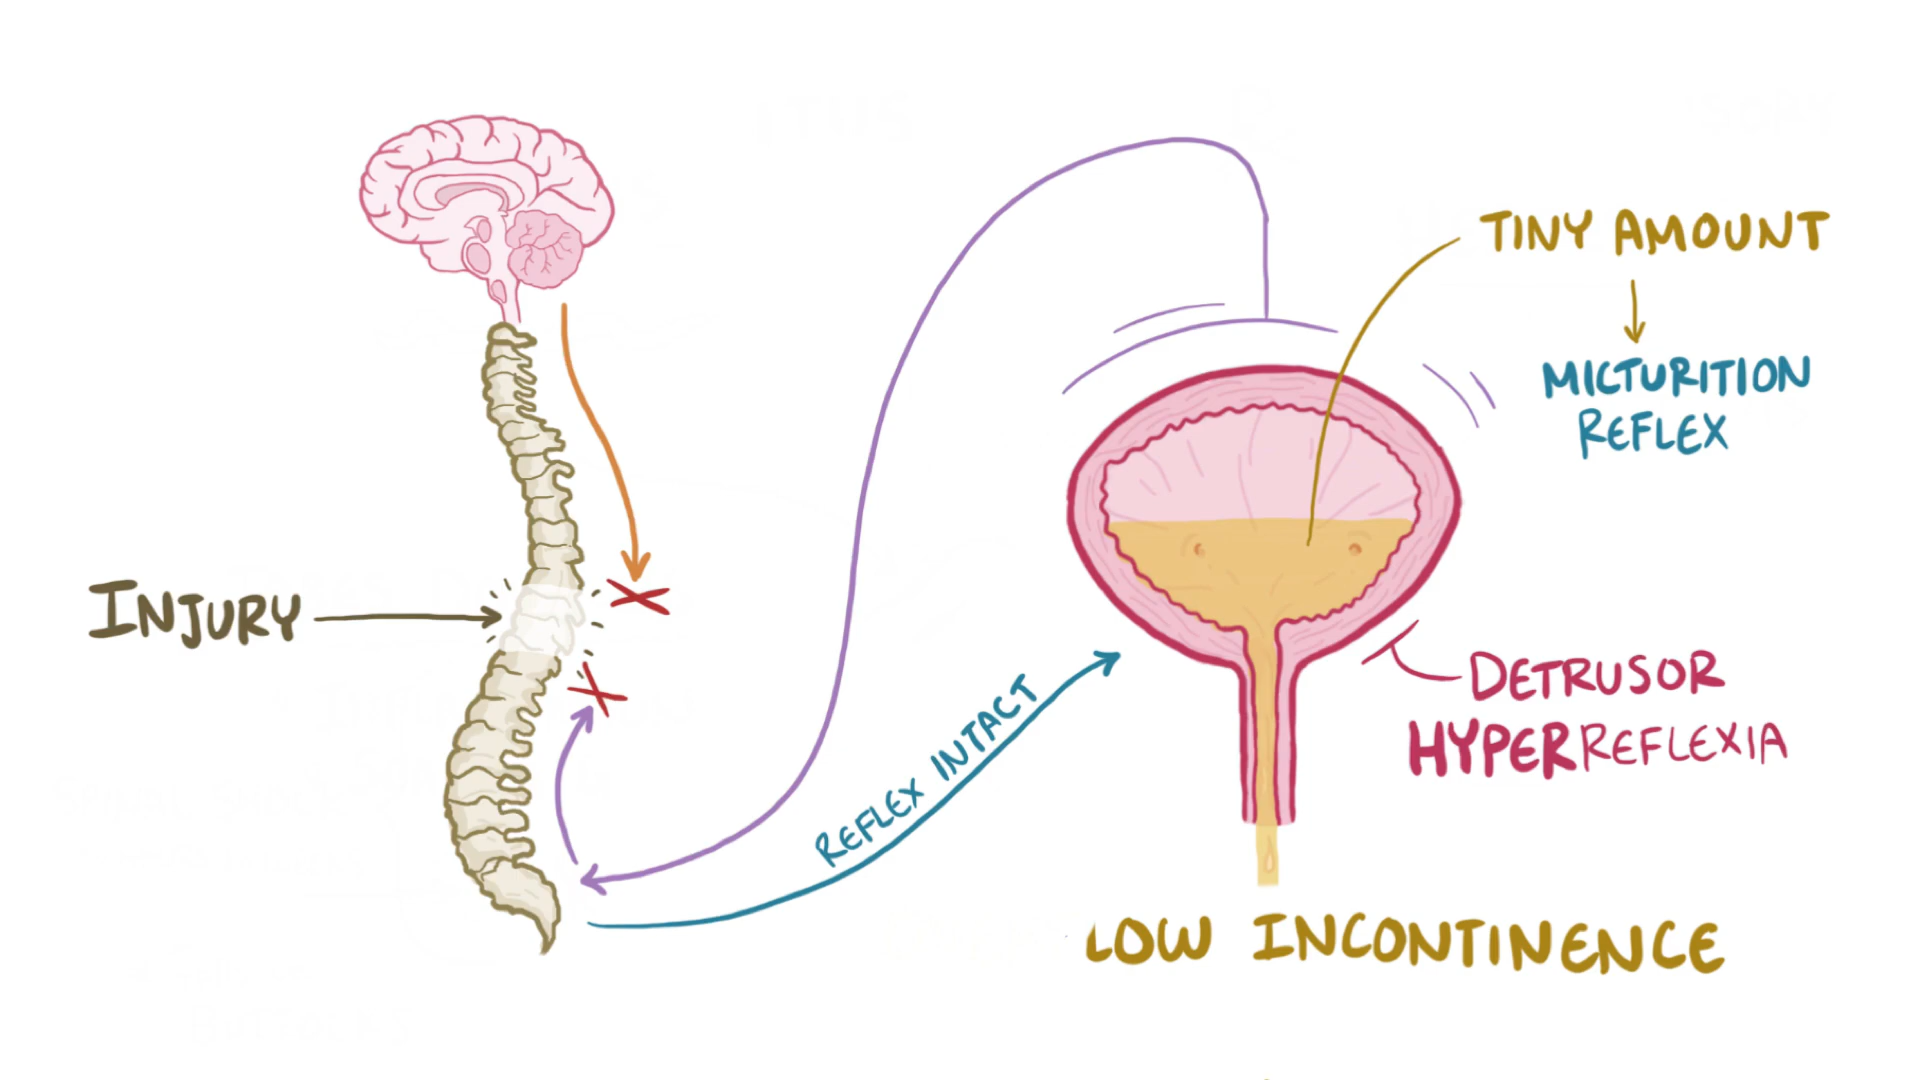 TINY AMOUNT
MICTURITION
REFLEX
INJURY
REFLEX INTACT
DETRUSOR
HYPERREFLEXIA
LOW INCONTINENCE